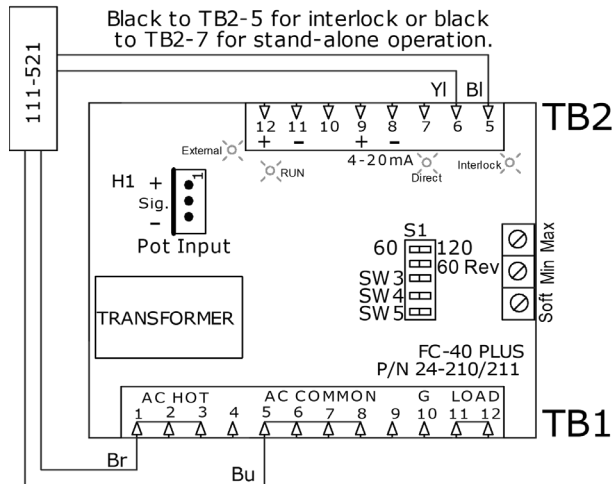 Black to TB2-5 for interlock or black
to TB2-7 for stand-alone operation.
111-521
Yl Bl
TB2
12 11 10 9 8 7 6 5
+ - + -
4-20mA
External
RUN
Direct
Interlock
H1 + 1
Sig.
-
Pot Input
S1
60 120
60 Rev
SW3
SW4
SW5
Soft Min Max
TRANSFORMER
FC-40 PLUS
P/N 24-210/211
AC HOT AC COMMON G LOAD
1 2 3 4 5 6 7 8 9 10 11 12
TB1
Br Bu